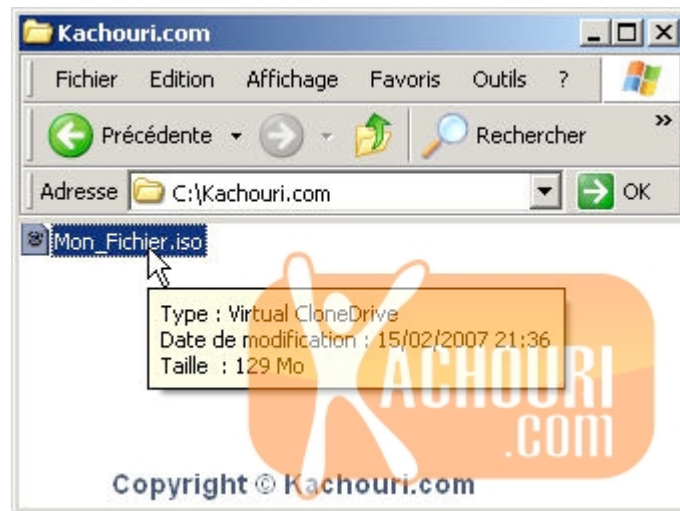 Kachouri.com
Fichier Edition Affichage Favoris Outils ?
Précédente Rechercher »
Adresse C:\Kachouri.com OK
Mon_Fichier.iso
Type : Virtual CloneDrive
Date de modification : 15/02/2007 21:36
Taille : 129 Mo
KACHOURI
.COM
Copyright © Kachouri.com